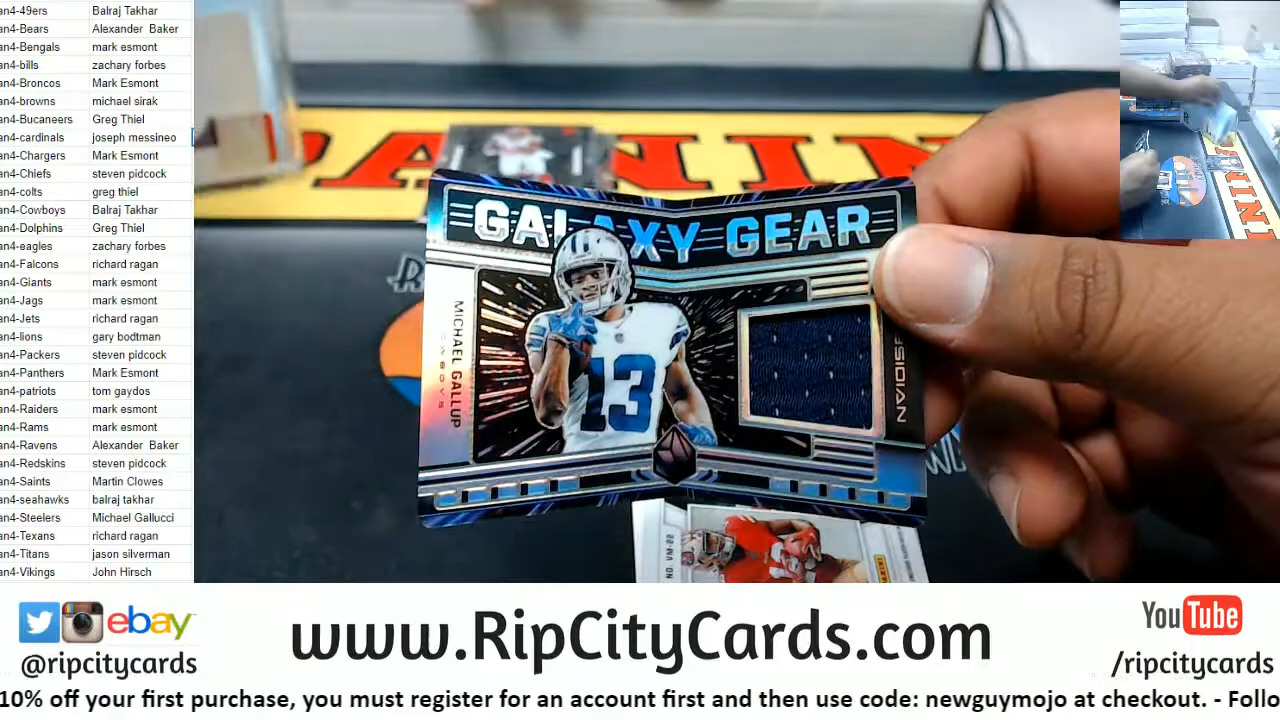 an4-49ers Balraj Takhar
an4-Bears Alexander Baker
an4-Bengals mark esmont
an4-bills zachary forbes
an4-Broncos Mark Esmont
an4-browns michael sirak
an4-Bucaneers Greg Thiel
an4-cardinals joseph messineo
an4-Chargers Mark Esmont
an4-Chiefs steven pidcock
an4-colts greg thiel
an4-Cowboys Balraj Takhar
an4-Dolphins Greg Thiel
an4-eagles zachary forbes
an4-Falcons richard ragan
an4-Giants mark esmont
an4-Jags mark esmont
an4-Jets richard ragan
an4-lions gary bodtman
an4-Packers steven pidcock
an4-Panthers Mark Esmont
an4-patriots tom gaydos
an4-Raiders mark esmont
an4-Rams mark esmont
an4-Ravens Alexander Baker
an4-Redskins steven pidcock
an4-Saints Martin Clowes
an4-seahawks balraj takhar
an4-Steelers Michael Gallucci
an4-Texans richard ragan
an4-Titans jason silverman
an4-Vikings John Hirsch
PANINI
GALAXY GEAR
MICHAEL GALLUP
COWBOYS
13
OBSIDIAN
NO. VM-22
PANINI
ebay
@ripcitycards
www.RipCityCards.com
YouTube
/ripcitycards
10% off your first purchase, you must register for an account first and then use code: newguymojo at checkout. - Follo